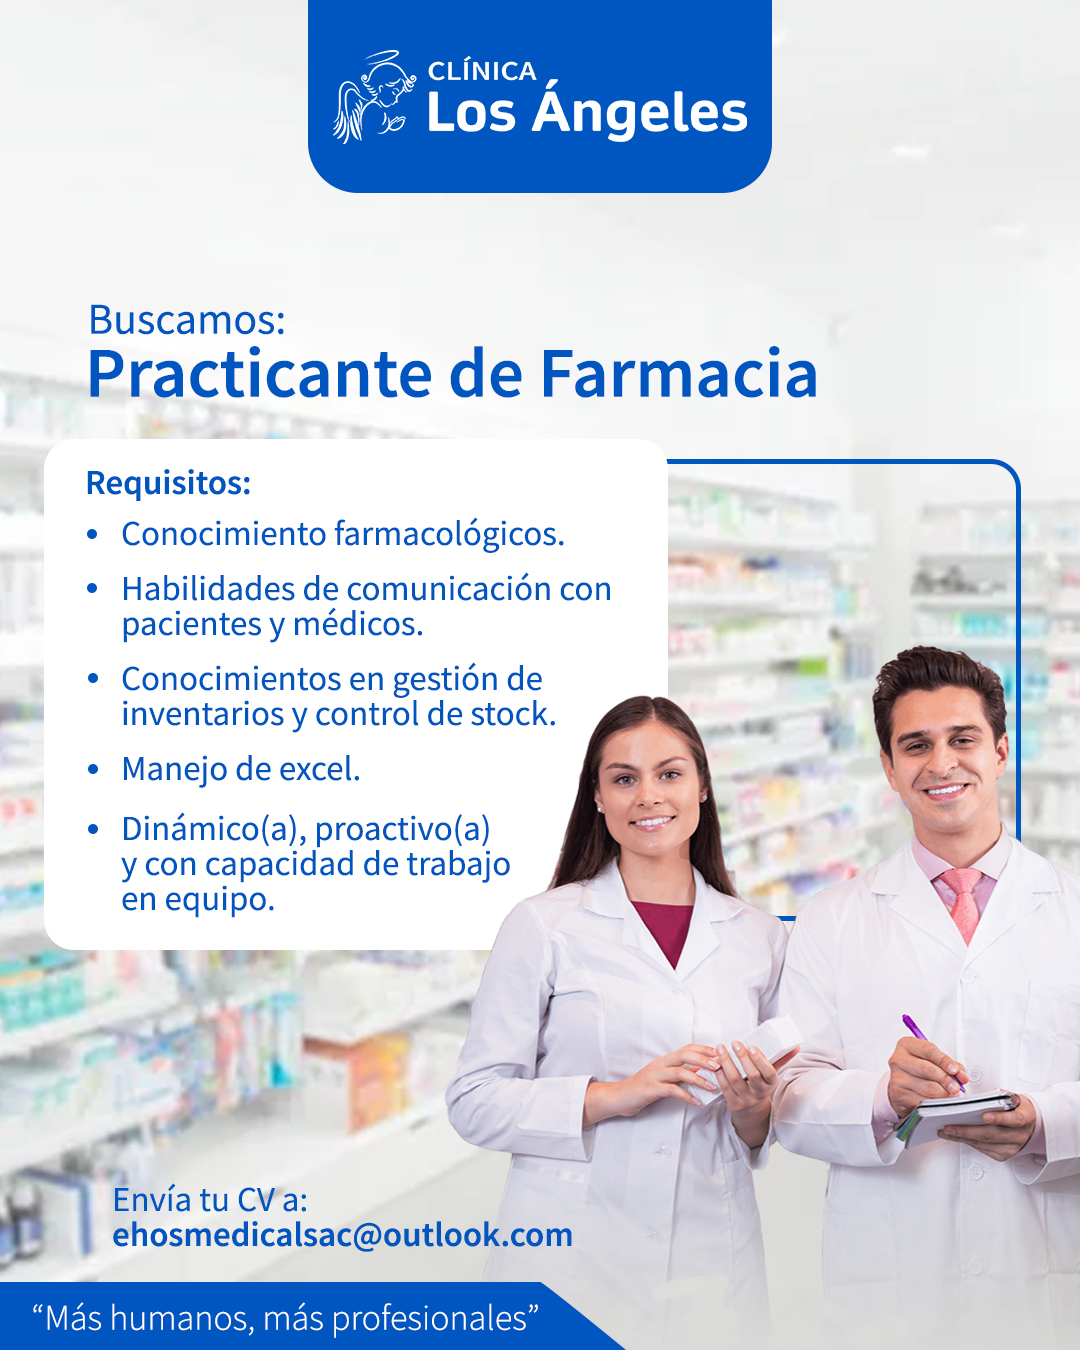 CLÍNICA
Los Ángeles
Buscamos:
Practicante de Farmacia
Requisitos:
• Conocimiento farmacológicos.
• Habilidades de comunicación con
pacientes y médicos.
• Conocimientos en gestión de
inventarios y control de stock.
• Manejo de excel.
• Dinámico(a), proactivo(a)
y con capacidad de trabajo
en equipo.
Envía tu CV a:
ehosmedicalsac@outlook.com
“Más humanos, más profesionales”